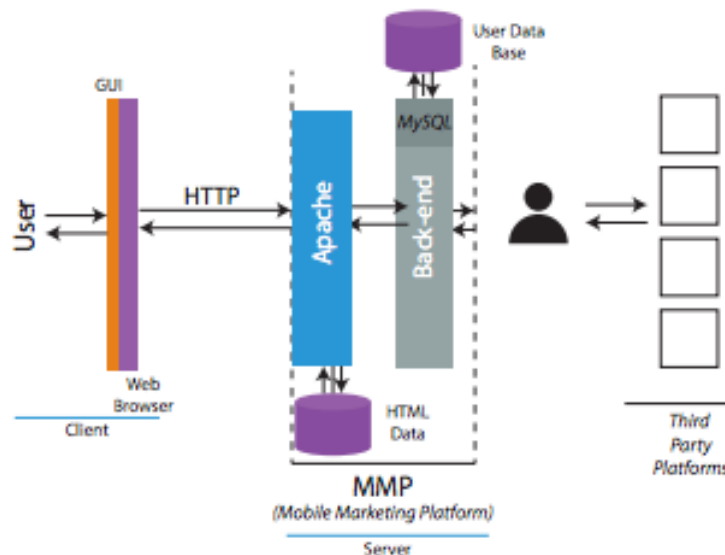 User Data
Base
GUI
MySQL
HTTP
User
Apache
Back-end
Web
Browser
Client
HTML
Data
Third
Party
Platforms
MMP
(Mobile Marketing Platform)
Server